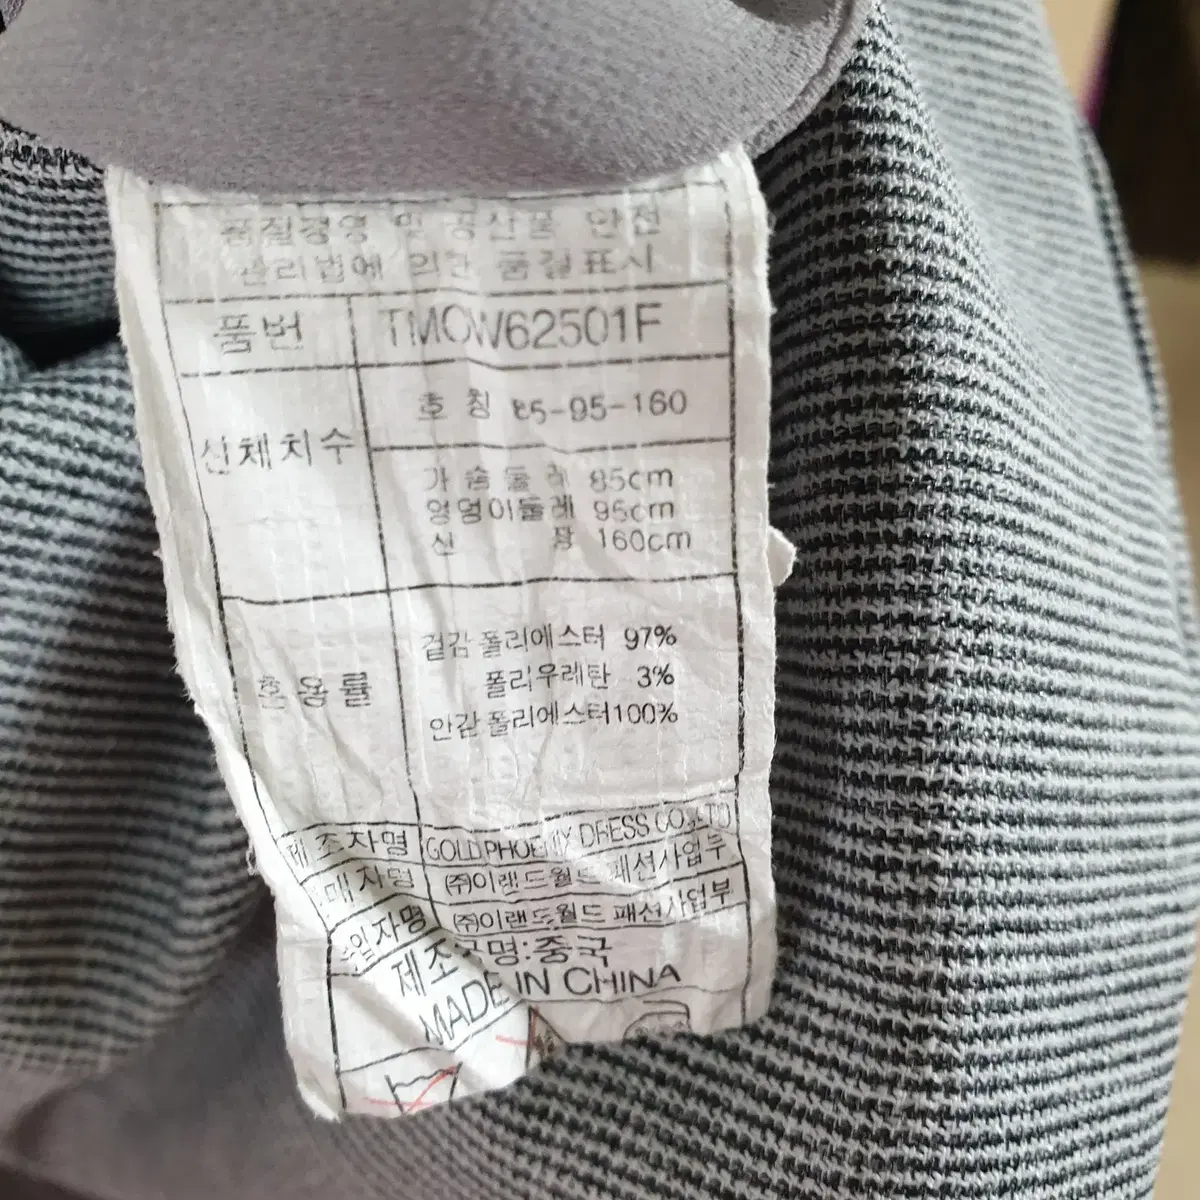 품질경영 및 공산품 안전
관리법에 의한 품질표시
품번 TMOW62501F
신체치수
호칭 85-95-160
가슴둘레 85cm
엉덩이둘레 95cm
신장 160cm
혼용률
겉감 폴리에스터 97%
폴리우레탄 3%
안감 폴리에스터 100%
제조자명 GOLD PHOENIX DRESS CO.,LTD
판매자명 ㈜이랜드월드 패션사업부
수입자명 ㈜이랜드월드 패션사업부
제조국명:중국
MADE IN CHINA